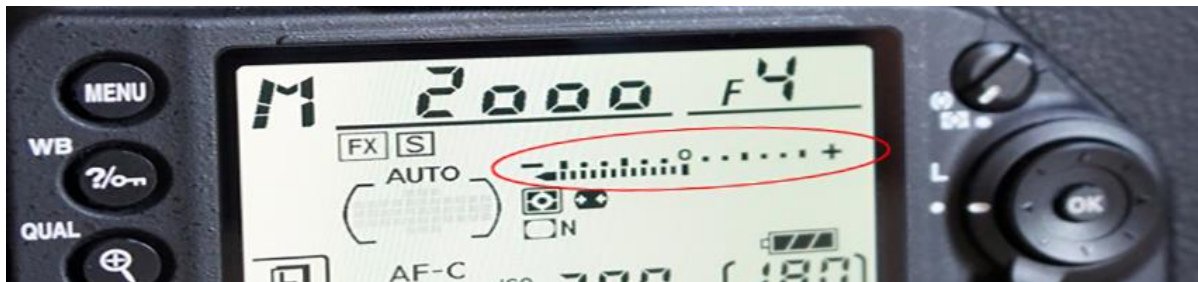 MENU
M 2000 F4
FX S
WB
?/
AUTO
- +
L
OK
N
QUAL
AF-C